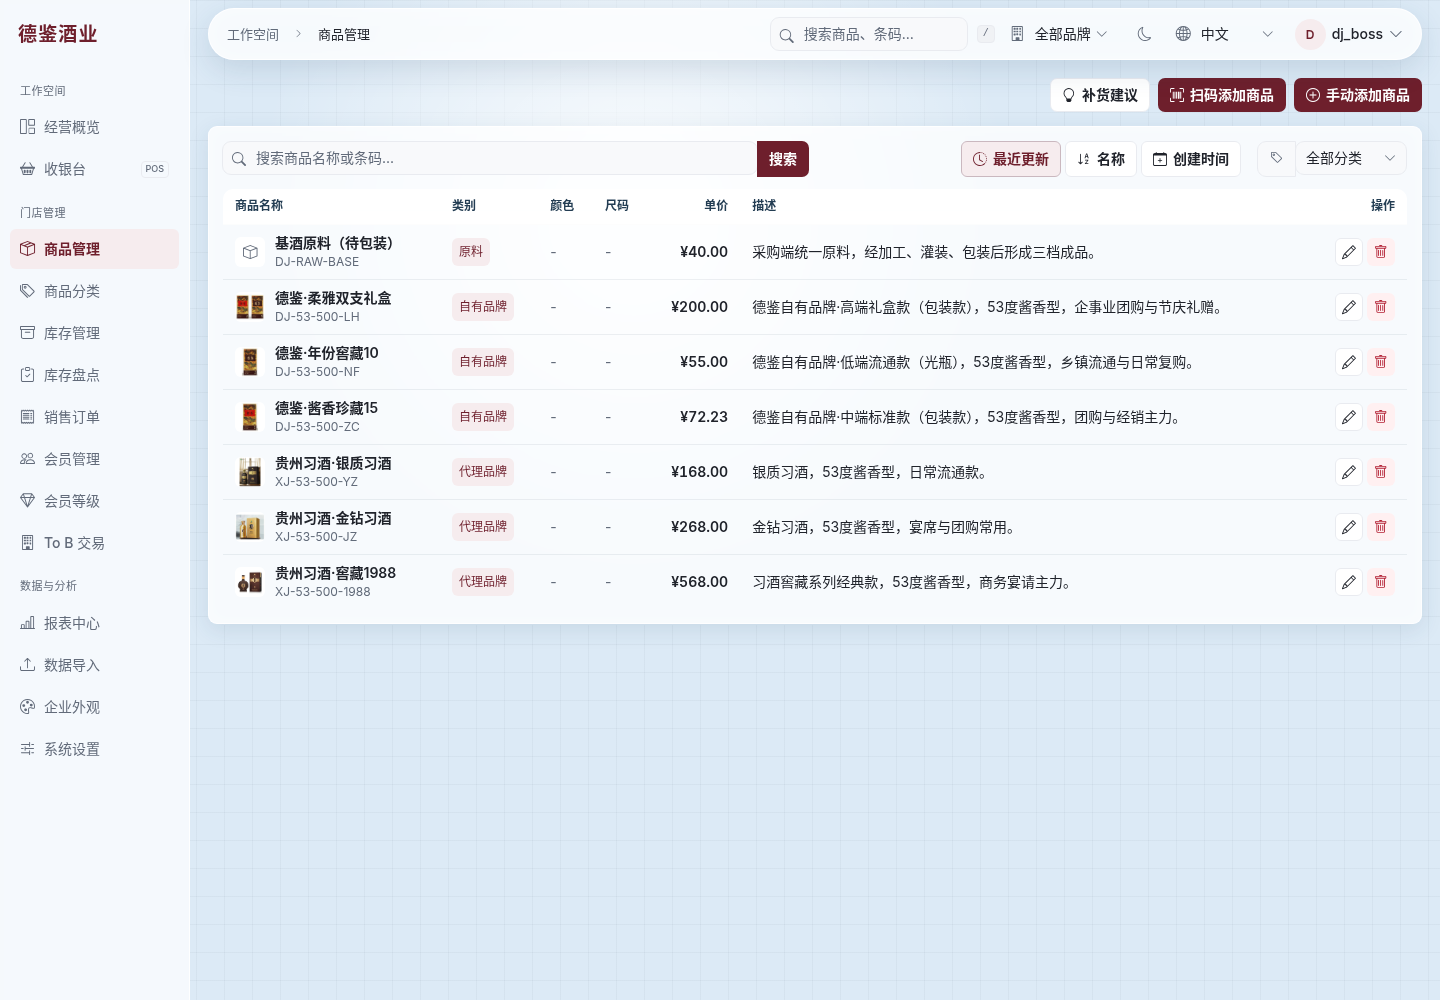 德鉴酒业
工作空间
经营概览
收银台 POS
门店管理
商品管理
商品分类
库存管理
库存盘点
销售订单
会员管理
会员等级
To B 交易
数据与分析
报表中心
数据导入
企业外观
系统设置
工作空间 > 商品管理
搜索商品、条码... /
全部品牌
中文
D dj_boss
补货建议
扫码添加商品
手动添加商品
搜索商品名称或条码...
搜索
最近更新
名称
创建时间
全部分类
商品名称 类别 颜色 尺码 单价 描述 操作
基酒原料（待包装） 原料 - - ¥40.00 采购端统一原料，经加工、灌装、包装后形成三档成品。
DJ-RAW-BASE
德鉴·柔雅双支礼盒 自有品牌 - - ¥200.00 德鉴自有品牌·高端礼盒款（包装款），53度酱香型，企事业团购与节庆礼赠。
DJ-53-500-LH
德鉴·年份窖藏10 自有品牌 - - ¥55.00 德鉴自有品牌·低端流通款（光瓶），53度酱香型，乡镇流通与日常复购。
DJ-53-500-NF
德鉴·酱香珍藏15 自有品牌 - - ¥72.23 德鉴自有品牌·中端标准款（包装款），53度酱香型，团购与经销主力。
DJ-53-500-ZC
贵州习酒·银质习酒 代理品牌 - - ¥168.00 银质习酒，53度酱香型，日常流通款。
XJ-53-500-YZ
贵州习酒·金钻习酒 代理品牌 - - ¥268.00 金钻习酒，53度酱香型，宴席与团购常用。
XJ-53-500-JZ
贵州习酒·窖藏1988 代理品牌 - - ¥568.00 习酒窖藏系列经典款，53度酱香型，商务宴请主力。
XJ-53-500-1988